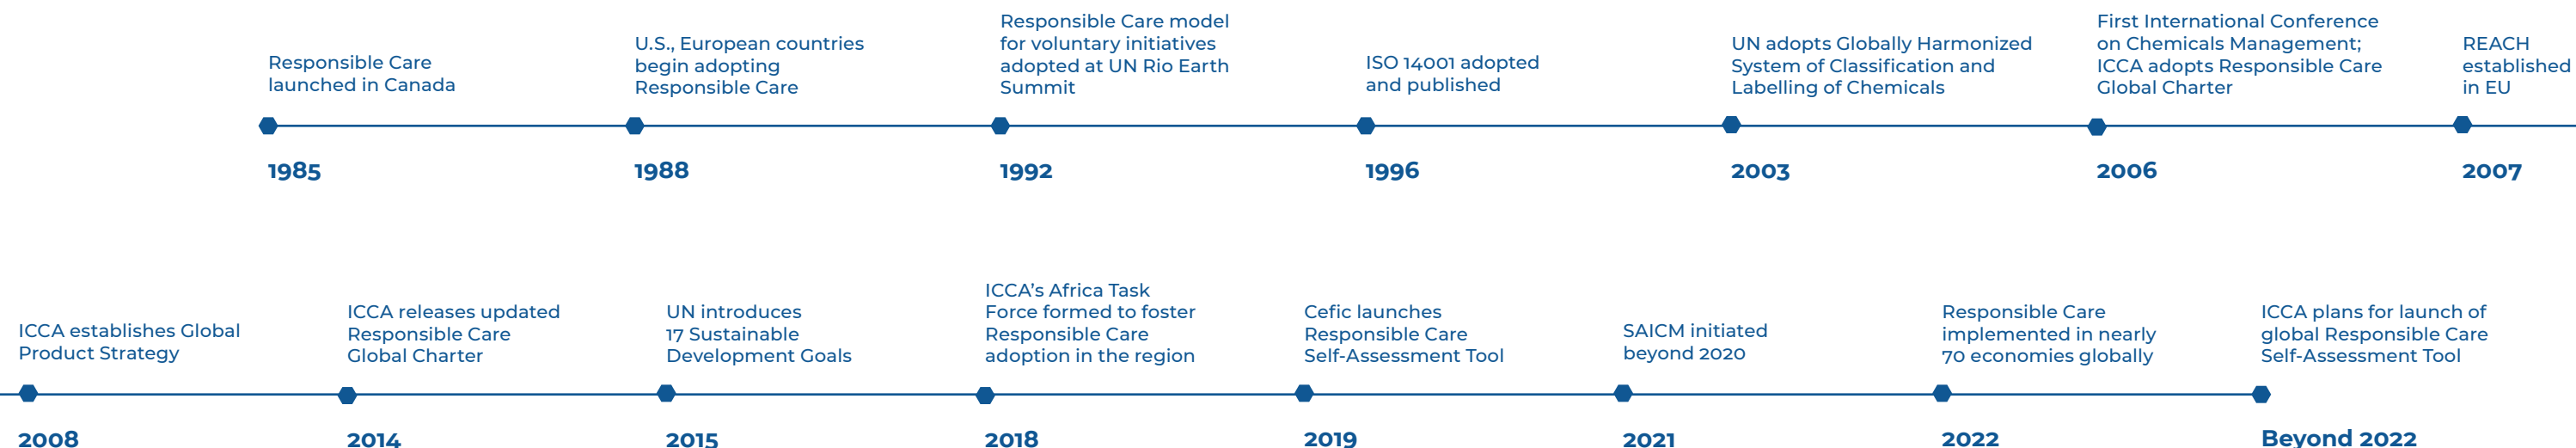 Responsible Care
launched in Canada
1985
U.S., European countries
begin adopting
Responsible Care
1988
Responsible Care model
for voluntary initiatives
adopted at UN Rio Earth
Summit
1992
ISO 14001 adopted
and published
1996
UN adopts Globally Harmonized
System of Classification and
Labelling of Chemicals
2003
First International Conference
on Chemicals Management;
ICCA adopts Responsible Care
Global Charter
2006
REACH
established
in EU
2007
ICCA establishes Global
Product Strategy
2008
ICCA releases updated
Responsible Care
Global Charter
2014
UN introduces
17 Sustainable
Development Goals
2015
ICCA’s Africa Task
Force formed to foster
Responsible Care
adoption in the region
2018
Cefic launches
Responsible Care
Self-Assessment Tool
2019
SAICM initiated
beyond 2020
2021
Responsible Care
implemented in nearly
70 economies globally
2022
ICCA plans for launch of
global Responsible Care
Self-Assessment Tool
Beyond 2022